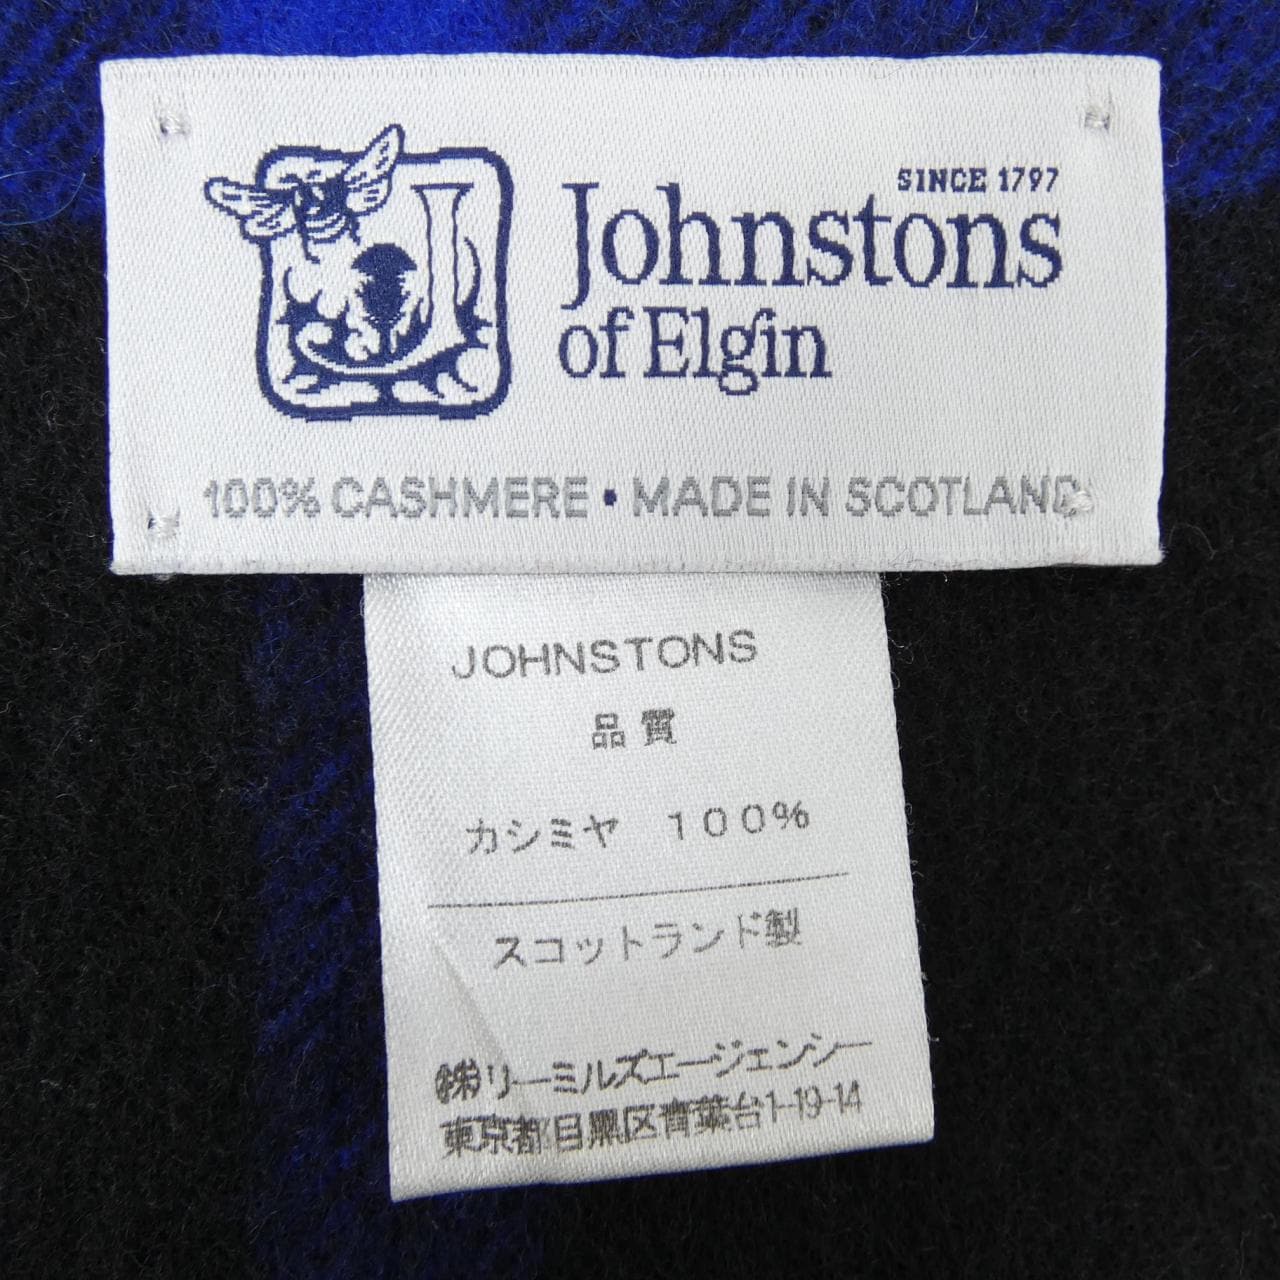 SINCE 1797
Johnstons
of Elgin
100% CASHMERE • MADE IN SCOTLAND
JOHNSTONS
品質
カシミヤ 100%
スコットランド製
㈱リーミルズエージェンシー
東京都目黒区青葉台1-19-14